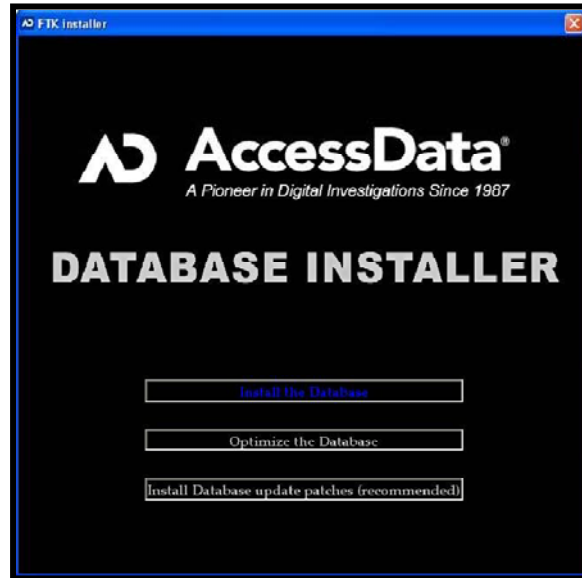 FTK installer
AccessData®
A Pioneer in Digital Investigations Since 1987
DATABASE INSTALLER
Install the Database
Optimize the Database
Install Database update patches (recommended)